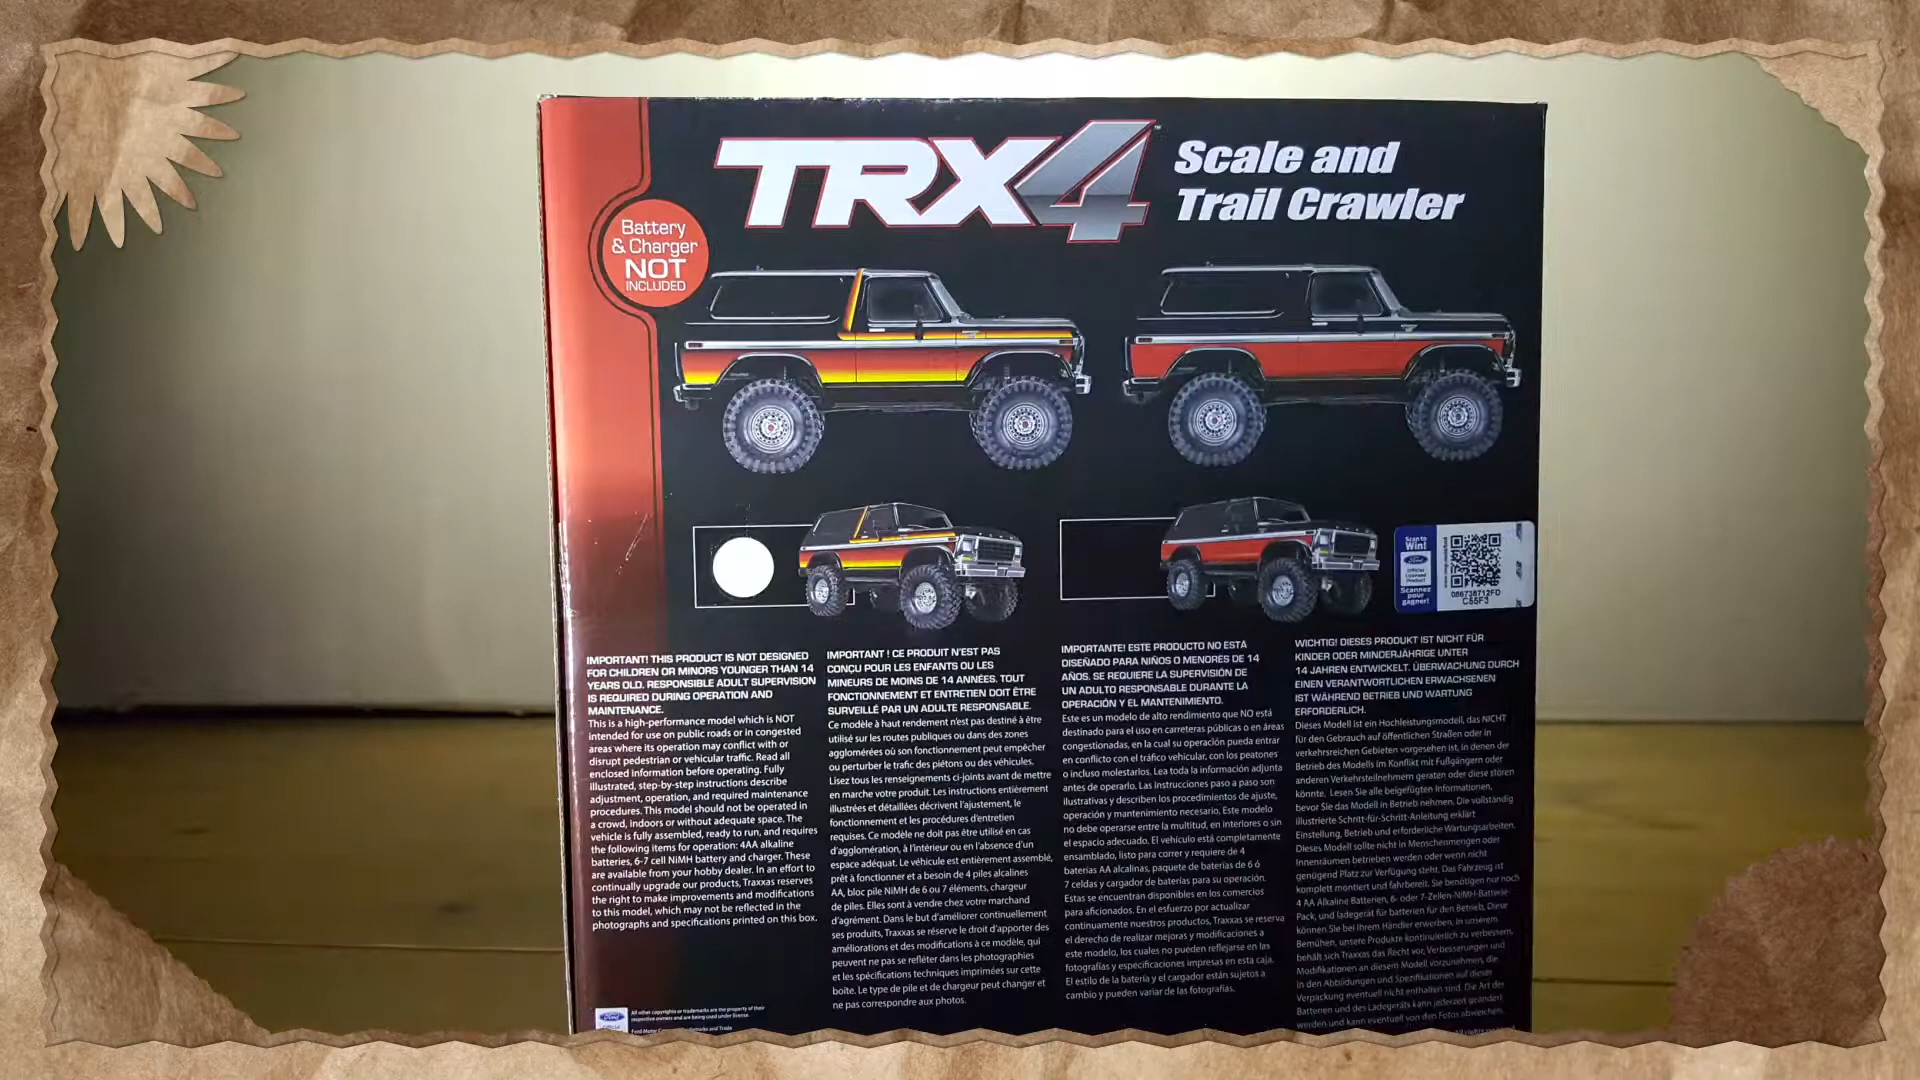 TRX4
Scale and
Trail Crawler
Battery
& Charger
NOT
INCLUDED
Scan to
Win!
Ford
Official
Licensed
Product
Scannez
pour
gagner!
086738712FD
C55F3
IMPORTANT! THIS PRODUCT IS NOT DESIGNED
FOR CHILDREN OR MINORS YOUNGER THAN 14
YEARS OLD. RESPONSIBLE ADULT SUPERVISION
IS REQUIRED DURING OPERATION AND
MAINTENANCE.
This is a high-performance model which is NOT
intended for use on public roads or in congested
areas where its operation may conflict with or
disrupt pedestrian or vehicular traffic. Read all
enclosed information before operating. Fully
illustrated, step-by-step instructions describe
adjustment, operation, and required maintenance
procedures. This model should not be operated in
a crowd, indoors or without adequate space. The
vehicle is fully assembled, ready to run, and requires
the following items for operation: 4AA alkaline
batteries, 6-7 cell NiMH battery and charger. These
are available from your hobby dealer. In an effort to
continually upgrade our products, Traxxas reserves
the right to make improvements and modifications
to this model, which may not be reflected in the
photographs and specifications printed on this box.
IMPORTANT ! CE PRODUIT N'EST PAS
CONÇU POUR LES ENFANTS OU LES
MINEURS DE MOINS DE 14 ANNÉES. TOUT
FONCTIONNEMENT ET ENTRETIEN DOIT ÊTRE
SURVEILLÉ PAR UN ADULTE RESPONSABLE.
Ce modèle à haut rendement n'est pas destiné à être
utilisé sur les routes publiques ou dans des zones
agglomérées où son fonctionnement peut empêcher
ou perturber le trafic des piétons ou des véhicules.
Lisez tous les renseignements ci-joints avant de mettre
en marche votre produit. Les instructions entièrement
illustrées et détaillées décrivent l'ajustement, le
fonctionnement et les procédures d'entretien
requises. Ce modèle ne doit pas être utilisé en cas
d'agglomération, à l'intérieur ou en l'absence d'un
espace adéquat. Le véhicule est entièrement assemblé,
prêt à fonctionner et a besoin de 4 piles alcalines
AA, bloc pile NiMH de 6 ou 7 éléments, chargeur
de piles. Elles sont à vendre chez votre marchand
d'agrément. Dans le but d'améliorer continuellement
ses produits, Traxxas se réserve le droit d'apporter des
améliorations et des modifications à ce modèle, qui
peuvent ne pas se refléter dans les photographies
et les spécifications techniques imprimées sur cette
boîte. Le type de pile et de chargeur peut changer et
ne pas correspondre aux photos.
IMPORTANTE! ESTE PRODUCTO NO ESTÁ
DISEÑADO PARA NIÑOS O MENORES DE 14
AÑOS. SE REQUIERE LA SUPERVISIÓN DE
UN ADULTO RESPONSABLE DURANTE LA
OPERACIÓN Y EL MANTENIMIENTO.
Este es un modelo de alto rendimiento que NO está
destinado para el uso en carreteras públicas o en áreas
congestionadas, en la cual su operación pueda entrar
en conflicto con el tráfico vehicular, con los peatones
o incluso molestarlos. Lea toda la información adjunta
antes de operarlo. Las instrucciones paso a paso son
ilustrativas y describen los procedimientos de ajuste,
operación y mantenimiento necesario. Este modelo
no debe operarse entre la multitud, en interiores o sin
el espacio adecuado. El vehículo está completamente
ensamblado, listo para correr y requiere de 4
baterías AA alcalinas, paquete de baterías de 6 ó
7 celdas y cargador de baterías para su operación.
Estas se encuentran disponibles en los comercios
para aficionados. En el esfuerzo por actualizar
continuamente nuestros productos, Traxxas se reserva
el derecho de realizar mejoras y modificaciones a
este modelo, los cuales no pueden reflejarse en las
fotografías y especificaciones impresas en esta caja.
El estilo de la batería y el cargador están sujetos a
cambio y pueden variar de las fotografías.
WICHTIG! DIESES PRODUKT IST NICHT FÜR
KINDER ODER MINDERJÄHRIGE UNTER
14 JAHREN ENTWICKELT. ÜBERWACHUNG DURCH
EINEN VERANTWORTLICHEN ERWACHSENEN
IST WÄHREND BETRIEB UND WARTUNG
ERFORDERLICH.
Dieses Modell ist ein Hochleistungsmodell, das NICHT
für den Gebrauch auf öffentlichen Straßen oder in
verkehrsreichen Gebieten vorgesehen ist, in denen der
Betrieb des Modells im Konflikt mit Fußgängern oder
anderen Verkehrsteilnehmern geraten oder diese stören
könnte. Lesen Sie alle beigefügten Informationen,
bevor Sie das Modell in Betrieb nehmen. Die vollständig
illustrierte Schritt-für-Schritt-Anleitung erklärt
Einstellung, Betrieb und erforderliche Wartungsarbeiten.
Dieses Modell sollte nicht in Menschenmengen oder
Innenräumen betrieben werden oder wenn nicht
genügend Platz zur Verfügung steht. Das Fahrzeug ist
komplett montiert und fahrbereit. Sie benötigen nur noch
4 AA Alkaline Batterien, 6- oder 7-Zellen-NiMH-Batterie-
Pack, und ladegerät für batterien für den Betrieb. Diese
können Sie bei Ihrem Händler erwerben. In unserem
Bemühen, unsere Produkte kontinuierlich zu verbessern,
behält sich Traxxas das Recht vor, Verbesserungen und
Modifikationen an diesem Modell vorzunehmen, die
in den Abbildungen und Spezifikationen auf dieser
Verpackung eventuell nicht enthalten sind. Die Art der
Batterien und des Ladegeräts kann jederzeit geändert
werden und kann eventuell von den Fotos abweichen.
Ford
All other copyrights or trademarks are the property of their
respective owners and are being used under license.
Ford Motor